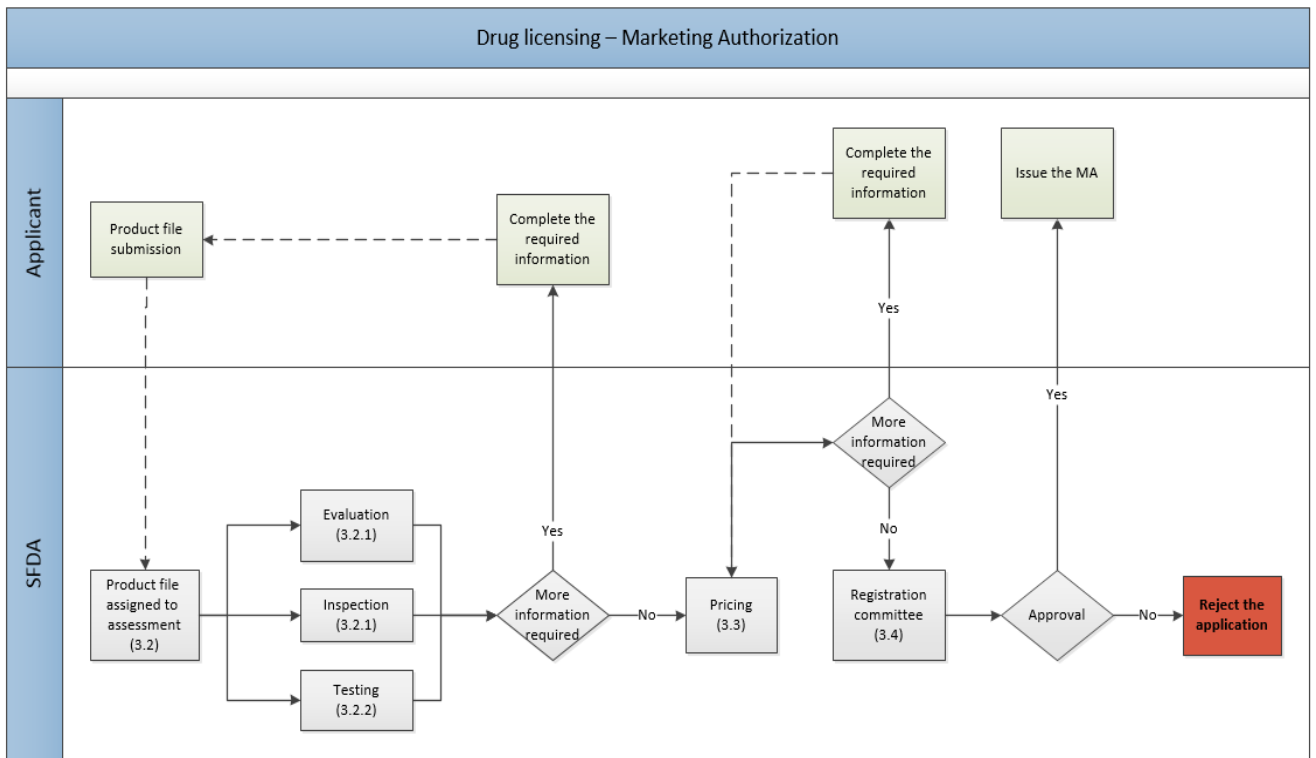 Drug licensing – Marketing Authorization
Applicant
Product file
submission
Complete the
required
information
Complete the
required
information
Issue the MA
Yes
Yes
Yes
SFDA
Product file
assigned to
assessment
(3.2)
Evaluation
(3.2.1)
Inspection
(3.2.1)
Testing
(3.2.2)
More
information
required
No
Pricing
(3.3)
More
information
required
No
Registration
committee
(3.4)
Approval
No
Reject the
application